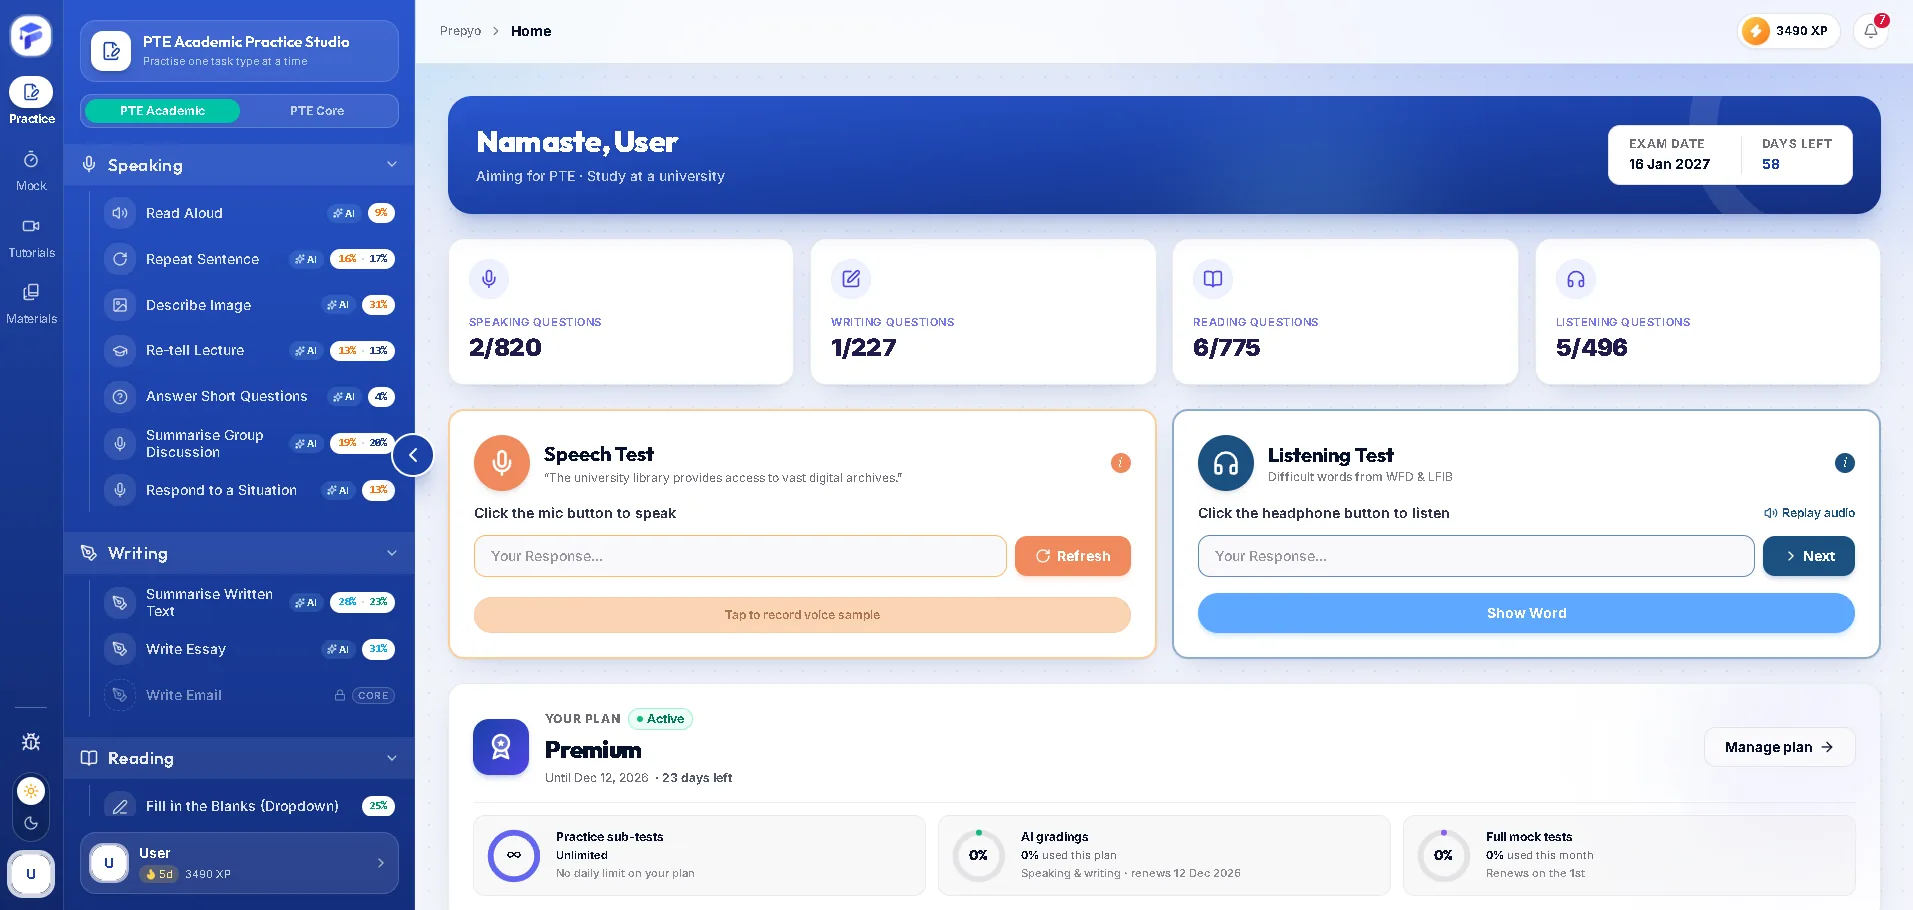 Practice
Mock
Tutorials
Materials
U
PTE Academic Practice Studio
Practise one task type at a time
PTE Academic
PTE Core
Speaking
Read Aloud
AI
9%
Repeat Sentence
AI
16% · 17%
Describe Image
AI
31%
Re-tell Lecture
AI
13% · 13%
Answer Short Questions
AI
4%
Summarise Group
Discussion
AI
19% · 20%
Respond to a Situation
AI
13%
Writing
Summarise Written
Text
AI
28% · 23%
Write Essay
AI
31%
Write Email
CORE
Reading
Fill in the Blanks (Dropdown)
25%
U
User
5d 3490 XP
Prepyo > Home
3490 XP
7
Namaste, User
Aiming for PTE · Study at a university
EXAM DATE
16 Jan 2027
DAYS LEFT
58
SPEAKING QUESTIONS
2/820
WRITING QUESTIONS
1/227
READING QUESTIONS
6/775
LISTENING QUESTIONS
5/496
Speech Test
"The university library provides access to vast digital archives."
i
Click the mic button to speak
Your Response...
Refresh
Tap to record voice sample
Listening Test
Difficult words from WFD & LFIB
i
Click the headphone button to listen
Replay audio
Your Response...
Next
Show Word
YOUR PLAN
Active
Premium
Until Dec 12, 2026 · 23 days left
Manage plan →
∞
Practice sub-tests
Unlimited
No daily limit on your plan
0%
AI gradings
0% used this plan
Speaking & writing · renews 12 Dec 2026
0%
Full mock tests
0% used this month
Renews on the 1st